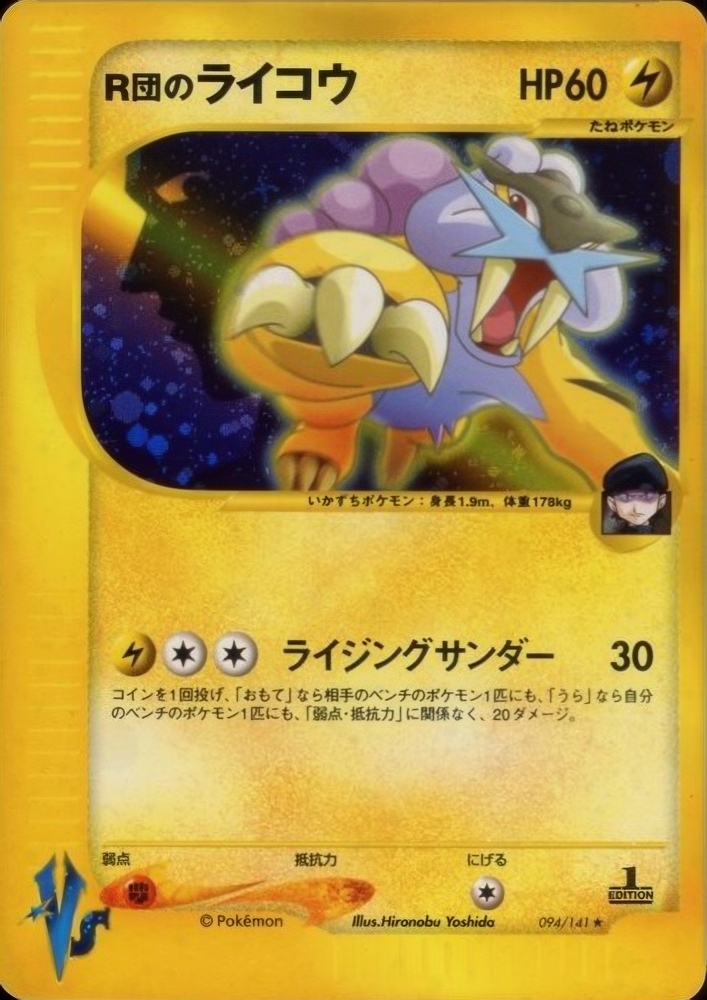 R団のライコウ HP60
たねポケモン
いかずちポケモン：身長1.9m、体重178kg
ライジングサンダー 30
コインを1回投げ、「おもて」なら相手のベンチのポケモン1匹にも、「うら」なら自分
のベンチのポケモン1匹にも、「弱点・抵抗力」に関係なく、20ダメージ。
弱点 抵抗力 にげる
1
EDITION
VS
© Pokémon Illus.Hironobu Yoshida 094/141★